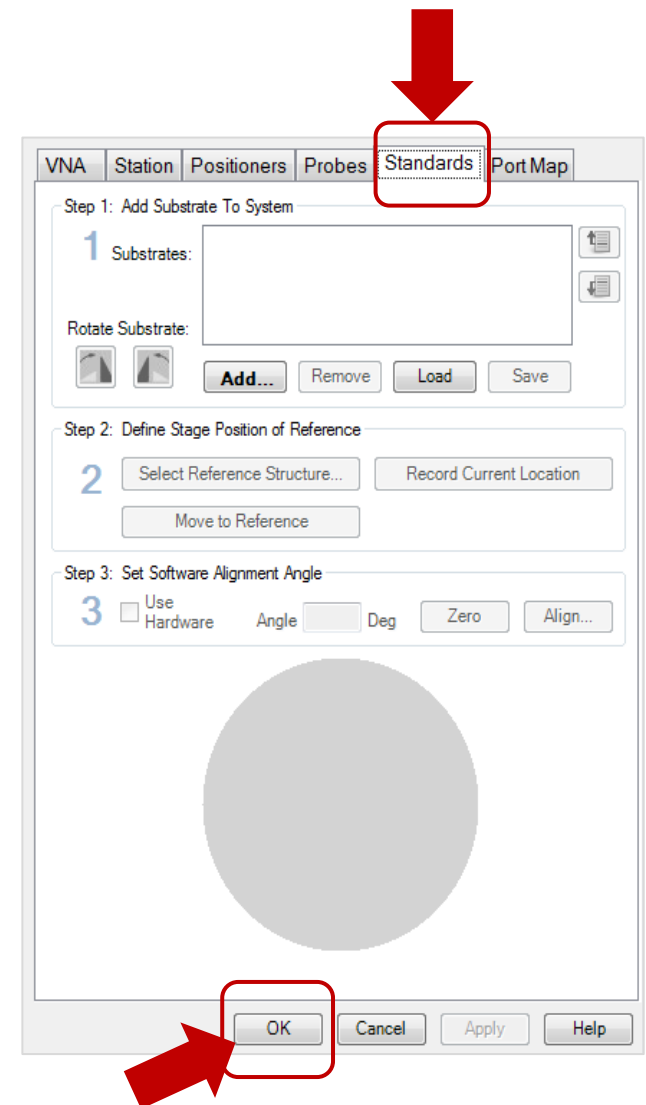 VNA Station Positioners Probes Standards Port Map
Step 1: Add Substrate To System
1 Substrates:
Rotate Substrate:
Add... Remove Load Save
Step 2: Define Stage Position of Reference
2 Select Reference Structure... Record Current Location
Move to Reference
Step 3: Set Software Alignment Angle
3 Use
Hardware Angle Deg Zero Align...
OK Cancel Apply Help